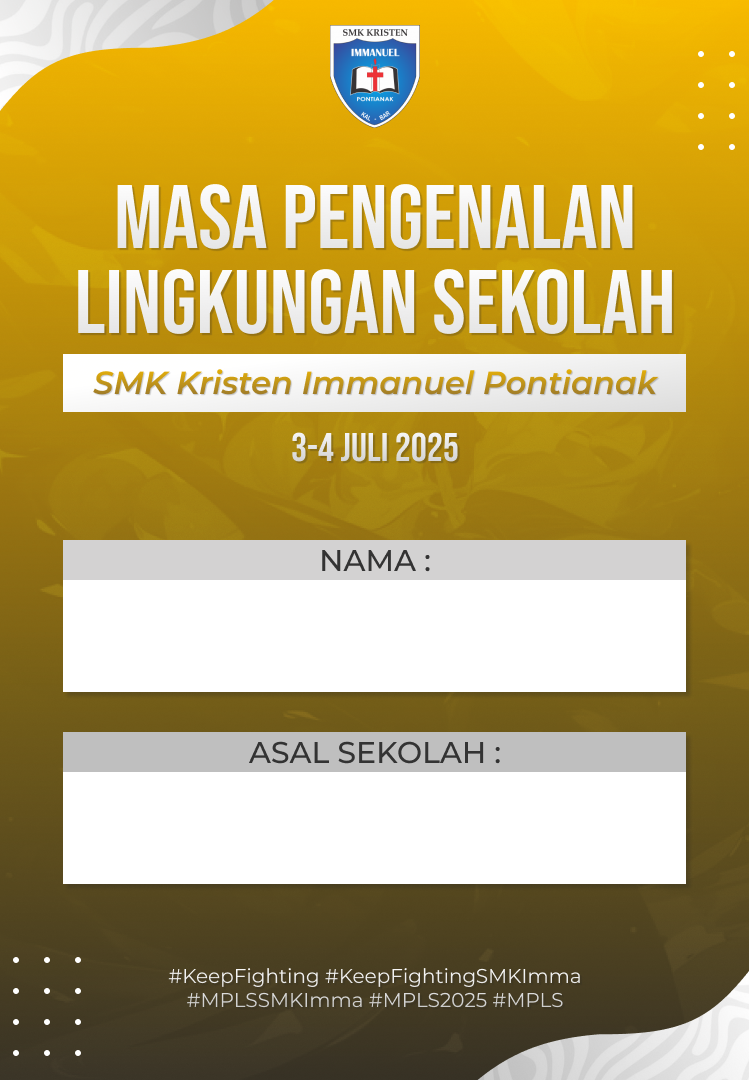 SMK KRISTEN
IMMANUEL
PONTIANAK
KAL - BAR
MASA PENGENALAN
LINGKUNGAN SEKOLAH
SMK Kristen Immanuel Pontianak
3-4 JULI 2025
NAMA :
ASAL SEKOLAH :
#KeepFighting #KeepFightingSMKImma
#MPLSSMKImma #MPLS2025 #MPLS